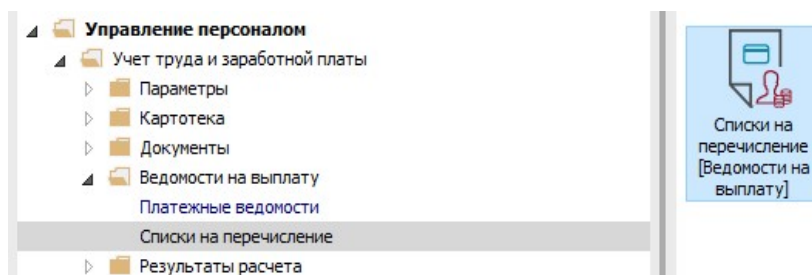 Управление персоналом
Учет труда и заработной платы
Параметры
Картотека
Документы
Ведомости на выплату
Платежные ведомости
Списки на перечисление
Результаты расчета
Списки на
перечисление
[Ведомости на
выплату]